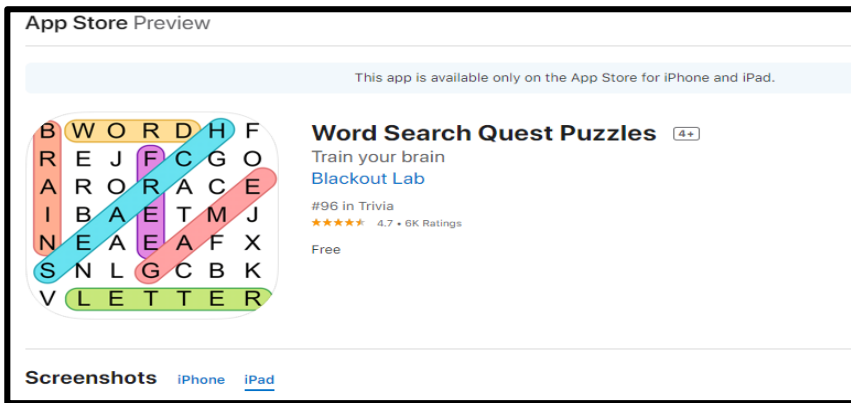 App Store Preview
This app is available only on the App Store for iPhone and iPad.
B W O R D H F
R E J F C G O
A R O R A C E
I B A E T M J
N E A E A F X
S N L G C B K
V L E T T E R
Word Search Quest Puzzles 4+
Train your brain
Blackout Lab
#96 in Trivia
4.7 • 6K Ratings
Free
Screenshots iPhone iPad